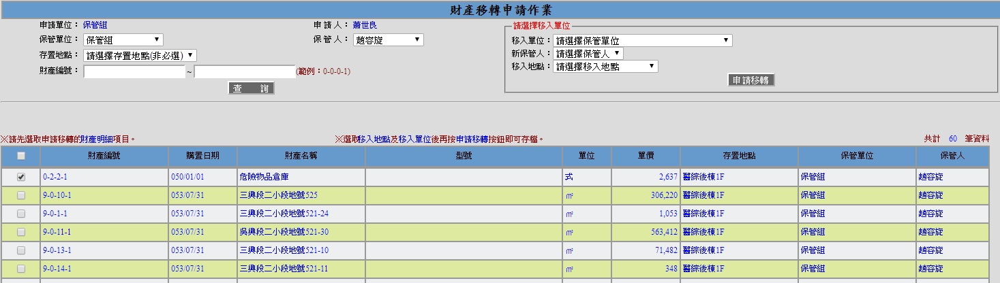 財產移轉申請作業
申請單位： 保管組 申 請 人： 蕭世良 請選擇移入單位
保管單位： 保管組 保 管 人： 趙容旋 移入單位： 請選擇保管單位
存置地點： 請選擇存置地點(非必選) 新保管人： 請選擇保管人
財產編號： ~ (範例：0-0-0-1) 移入地點： 請選擇移入地點
查 詢 申請移轉
※請先選取申請移轉的財產明細項目。 ※選取移入地點及移入單位後再按申請移轉按鈕即可存檔。 共計 60 筆資料
財產編號 購置日期 財產名稱 型號 單位 單價 存置地點 保管單位 保管人
0-2-2-1 050/01/01 危險物品倉庫 式 2,637 醫綜後棟1F 保管組 趙容旋
9-0-10-1 053/07/31 三興段二小段地號525 ㎡ 306,220 醫綜後棟1F 保管組 趙容旋
9-0-1-1 053/07/31 三興段二小段地號521-24 ㎡ 1,053 醫綜後棟1F 保管組 趙容旋
9-0-11-1 053/07/31 吳興段二小段地號521-30 ㎡ 563,412 醫綜後棟1F 保管組 趙容旋
9-0-13-1 053/07/31 三興段二小段地號521-10 ㎡ 71,482 醫綜後棟1F 保管組 趙容旋
9-0-14-1 053/07/31 三興段二小段地號521-11 ㎡ 348 醫綜後棟1F 保管組 趙容旋